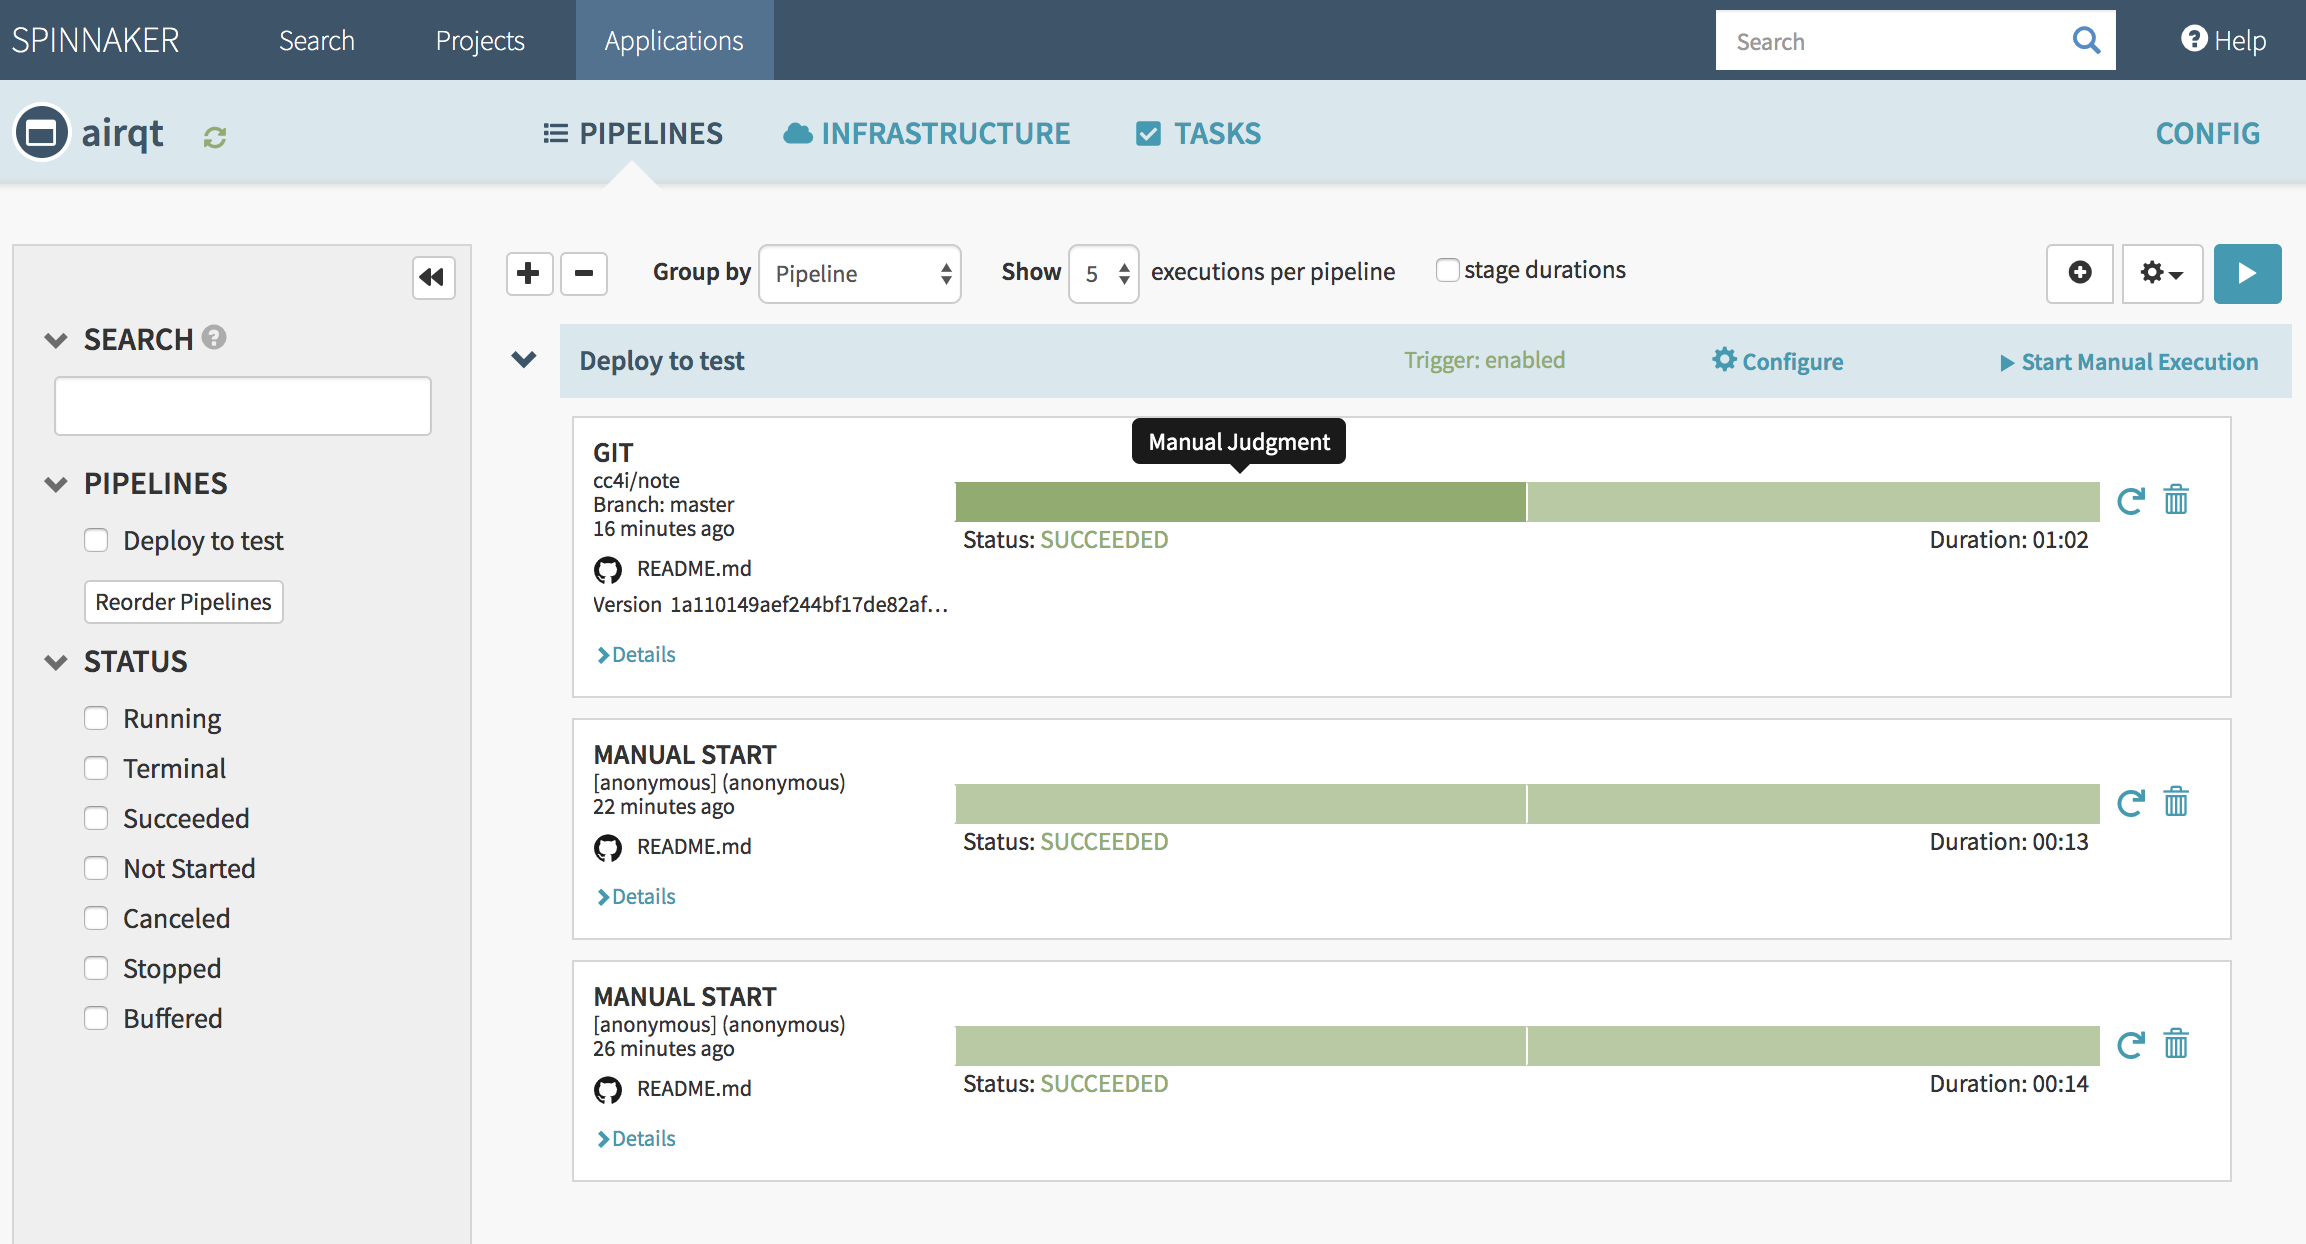 SPINNAKER Search Projects Applications Search Help
airqt PIPELINES INFRASTRUCTURE TASKS CONFIG
Group by Pipeline Show 5 executions per pipeline stage durations
SEARCH
PIPELINES
Deploy to test
Reorder Pipelines
STATUS
Running
Terminal
Succeeded
Not Started
Canceled
Stopped
Buffered
Deploy to test Trigger: enabled Configure Start Manual Execution
Manual Judgment
GIT
cc4i/note
Branch: master
16 minutes ago
README.md
Version 1a110149aef244bf17de82af...
Details
Status: SUCCEEDED Duration: 01:02
MANUAL START
[anonymous] (anonymous)
22 minutes ago
README.md
Details
Status: SUCCEEDED Duration: 00:13
MANUAL START
[anonymous] (anonymous)
26 minutes ago
README.md
Details
Status: SUCCEEDED Duration: 00:14